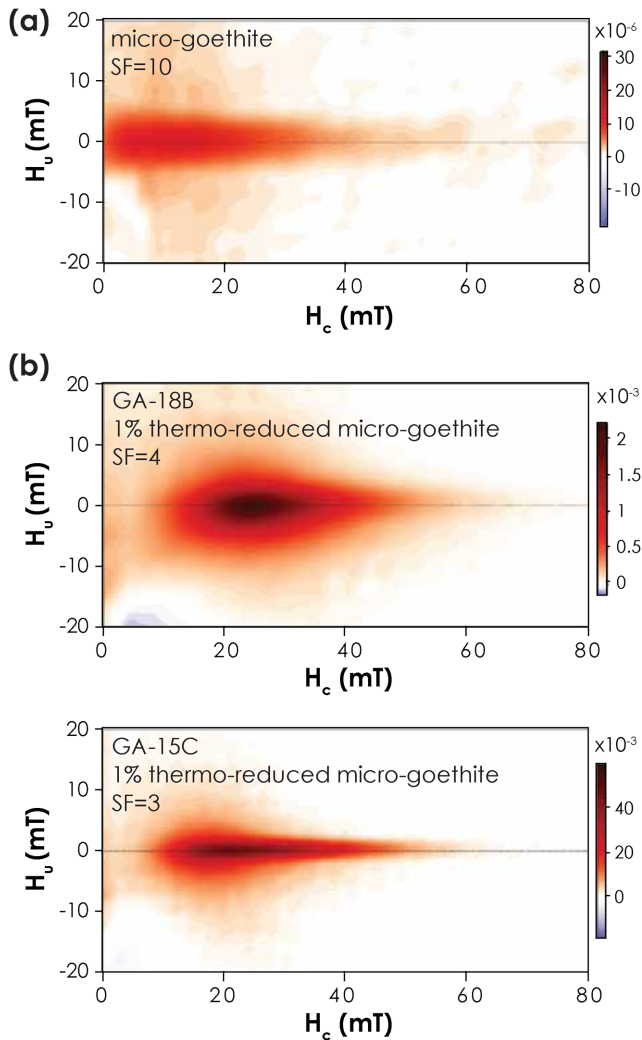 (a)
micro-goethite
SF=10
x10⁻⁶
30
20
10
0
-10
20
10
0
-10
-20
Hᵤ (mT)
0 20 40 60 80
H꜀ (mT)
(b)
GA-18B
1% thermo-reduced micro-goethite
SF=4
x10⁻³
2
1.5
1
0.5
0
20
10
0
-10
-20
Hᵤ (mT)
0 20 40 60 80
H꜀ (mT)
GA-15C
1% thermo-reduced micro-goethite
SF=3
x10⁻³
40
20
0
20
10
0
-10
-20
Hᵤ (mT)
0 20 40 60 80
H꜀ (mT)